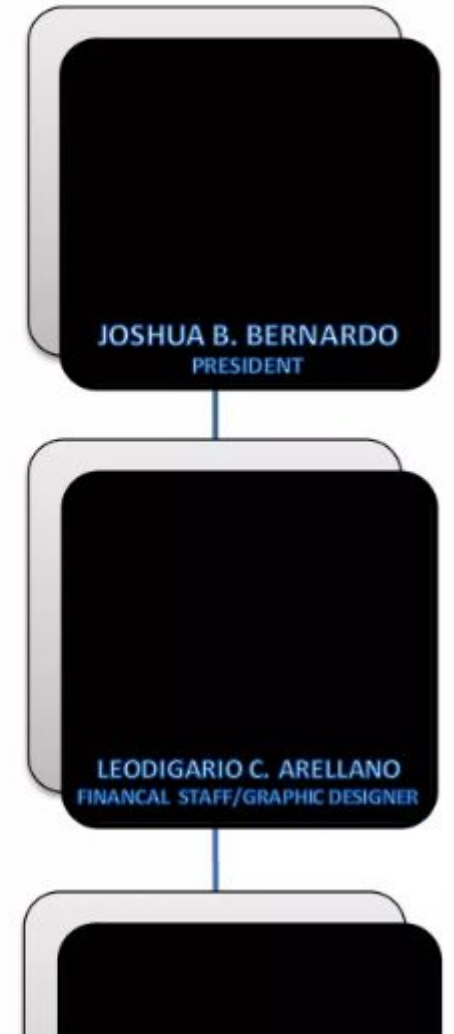 JOSHUA B. BERNARDO
PRESIDENT
LEODIGARIO C. ARELLANO
FINANCAL STAFF/GRAPHIC DESIGNER